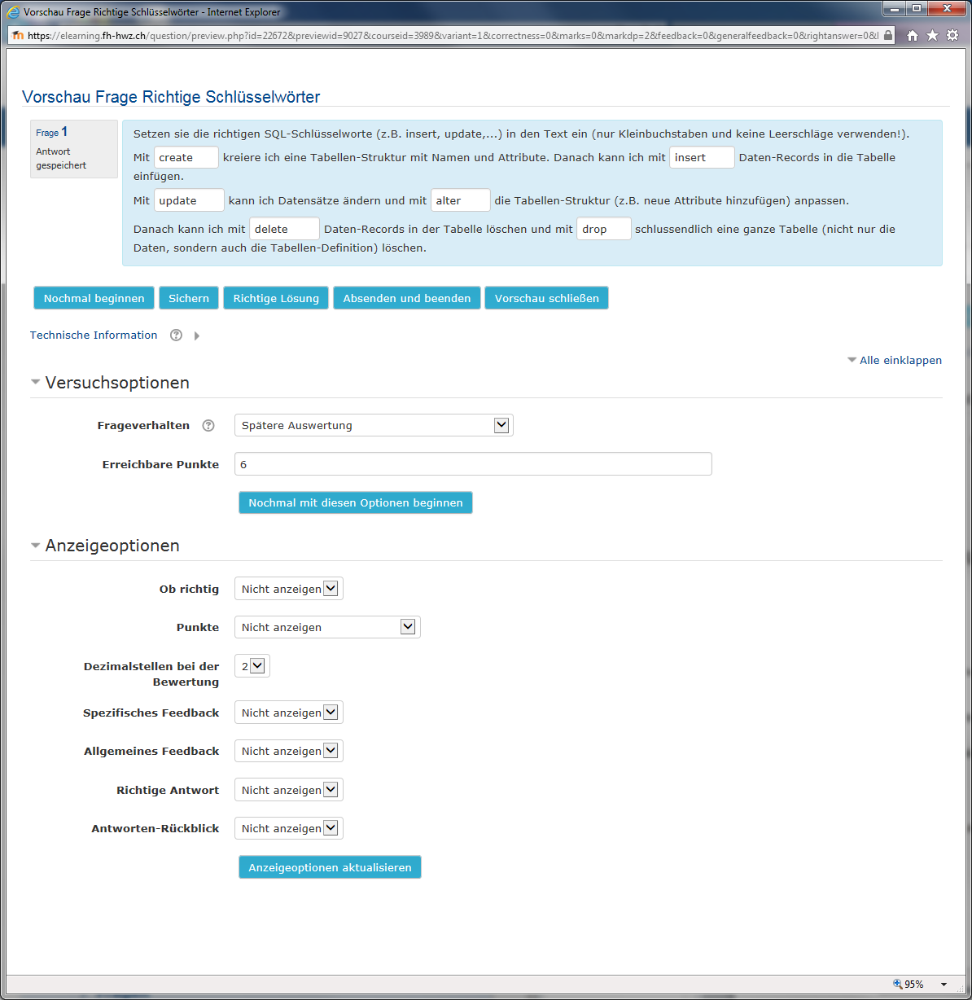 Vorschau Frage Richtige Schlüsselwörter - Internet Explorer
https://elearning.fh-hwz.ch/question/preview.php?id=22672&previewid=9027&courseid=3989&variant=1&correctness=0&marks=0&markdp=2&feedback=0&generalfeedback=0&rightanswer=0&
Vorschau Frage Richtige Schlüsselwörter
Frage 1
Antwort
gespeichert
Setzen sie die richtigen SQL-Schlüsselworte (z.B. insert, update,...) in den Text ein (nur Kleinbuchstaben und keine Leerschläge verwenden!).
Mit create kreiere ich eine Tabellen-Struktur mit Namen und Attribute. Danach kann ich mit insert Daten-Records in die Tabelle
einfügen.
Mit update kann ich Datensätze ändern und mit alter die Tabellen-Struktur (z.B. neue Attribute hinzufügen) anpassen.
Danach kann ich mit delete Daten-Records in der Tabelle löschen und mit drop schlussendlich eine ganze Tabelle (nicht nur die
Daten, sondern auch die Tabellen-Definition) löschen.
Nochmal beginnen Sichern Richtige Lösung Absenden und beenden Vorschau schließen
Technische Information
Alle einklappen
Versuchsoptionen
Frageverhalten Spätere Auswertung
Erreichbare Punkte 6
Nochmal mit diesen Optionen beginnen
Anzeigeoptionen
Ob richtig Nicht anzeigen
Punkte Nicht anzeigen
Dezimalstellen bei der 2
Bewertung
Spezifisches Feedback Nicht anzeigen
Allgemeines Feedback Nicht anzeigen
Richtige Antwort Nicht anzeigen
Antworten-Rückblick Nicht anzeigen
Anzeigeoptionen aktualisieren
95%